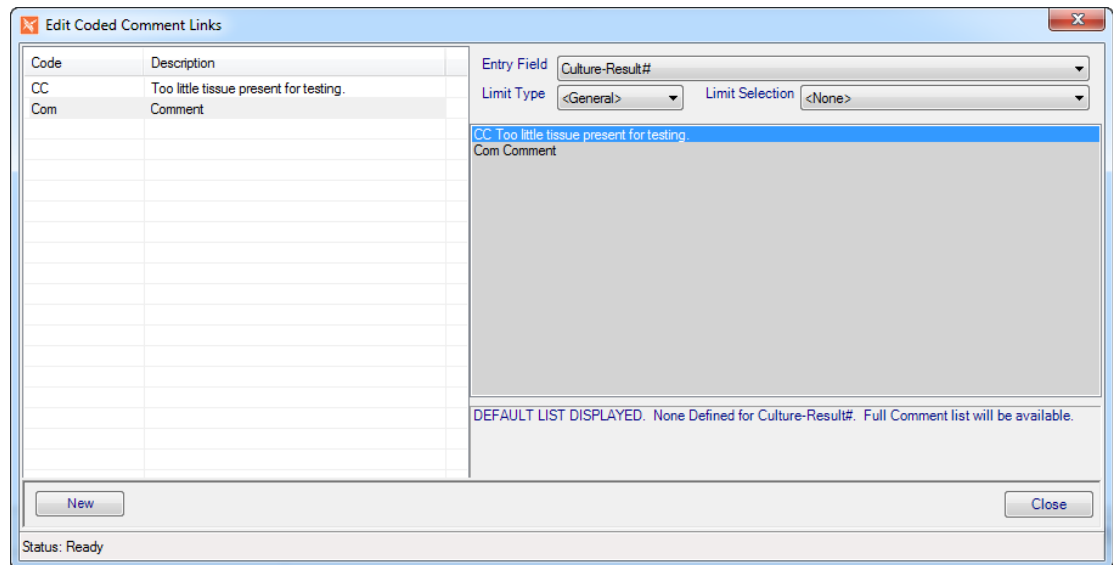 Edit Coded Comment Links
Code Description
CC Too little tissue present for testing.
Com Comment
Entry Field Culture-Result#
Limit Type <General> Limit Selection <None>
CC Too little tissue present for testing.
Com Comment
DEFAULT LIST DISPLAYED. None Defined for Culture-Result#. Full Comment list will be available.
New Close
Status: Ready